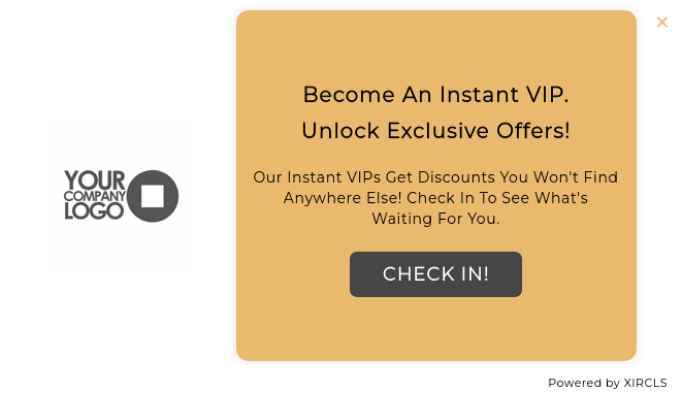 Become An Instant VIP.
Unlock Exclusive Offers!
YOUR
COMPANY
LOGO
Our Instant VIPs Get Discounts You Won't Find
Anywhere Else! Check In To See What's
Waiting For You.
CHECK IN!
Powered by XIRCLS